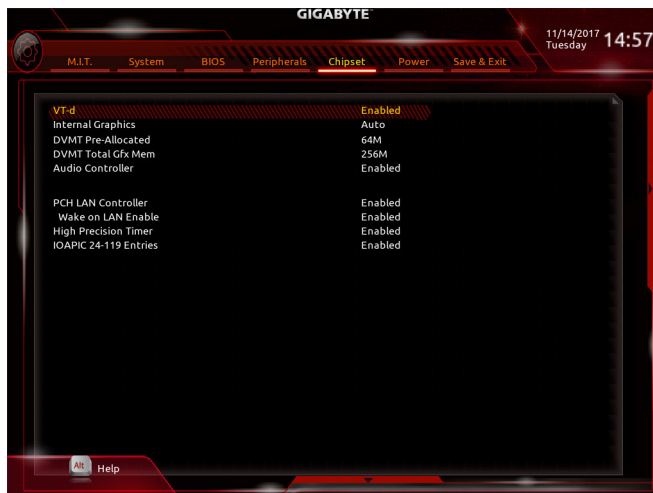 GIGABYTE
11/14/2017 14:57
Tuesday
M.I.T. System BIOS Peripherals Chipset Power Save & Exit
VT-d Enabled
Internal Graphics Auto
DVMT Pre-Allocated 64M
DVMT Total Gfx Mem 256M
Audio Controller Enabled
PCH LAN Controller Enabled
Wake on LAN Enable Enabled
High Precision Timer Enabled
IOAPIC 24-119 Entries Enabled
Alt Help